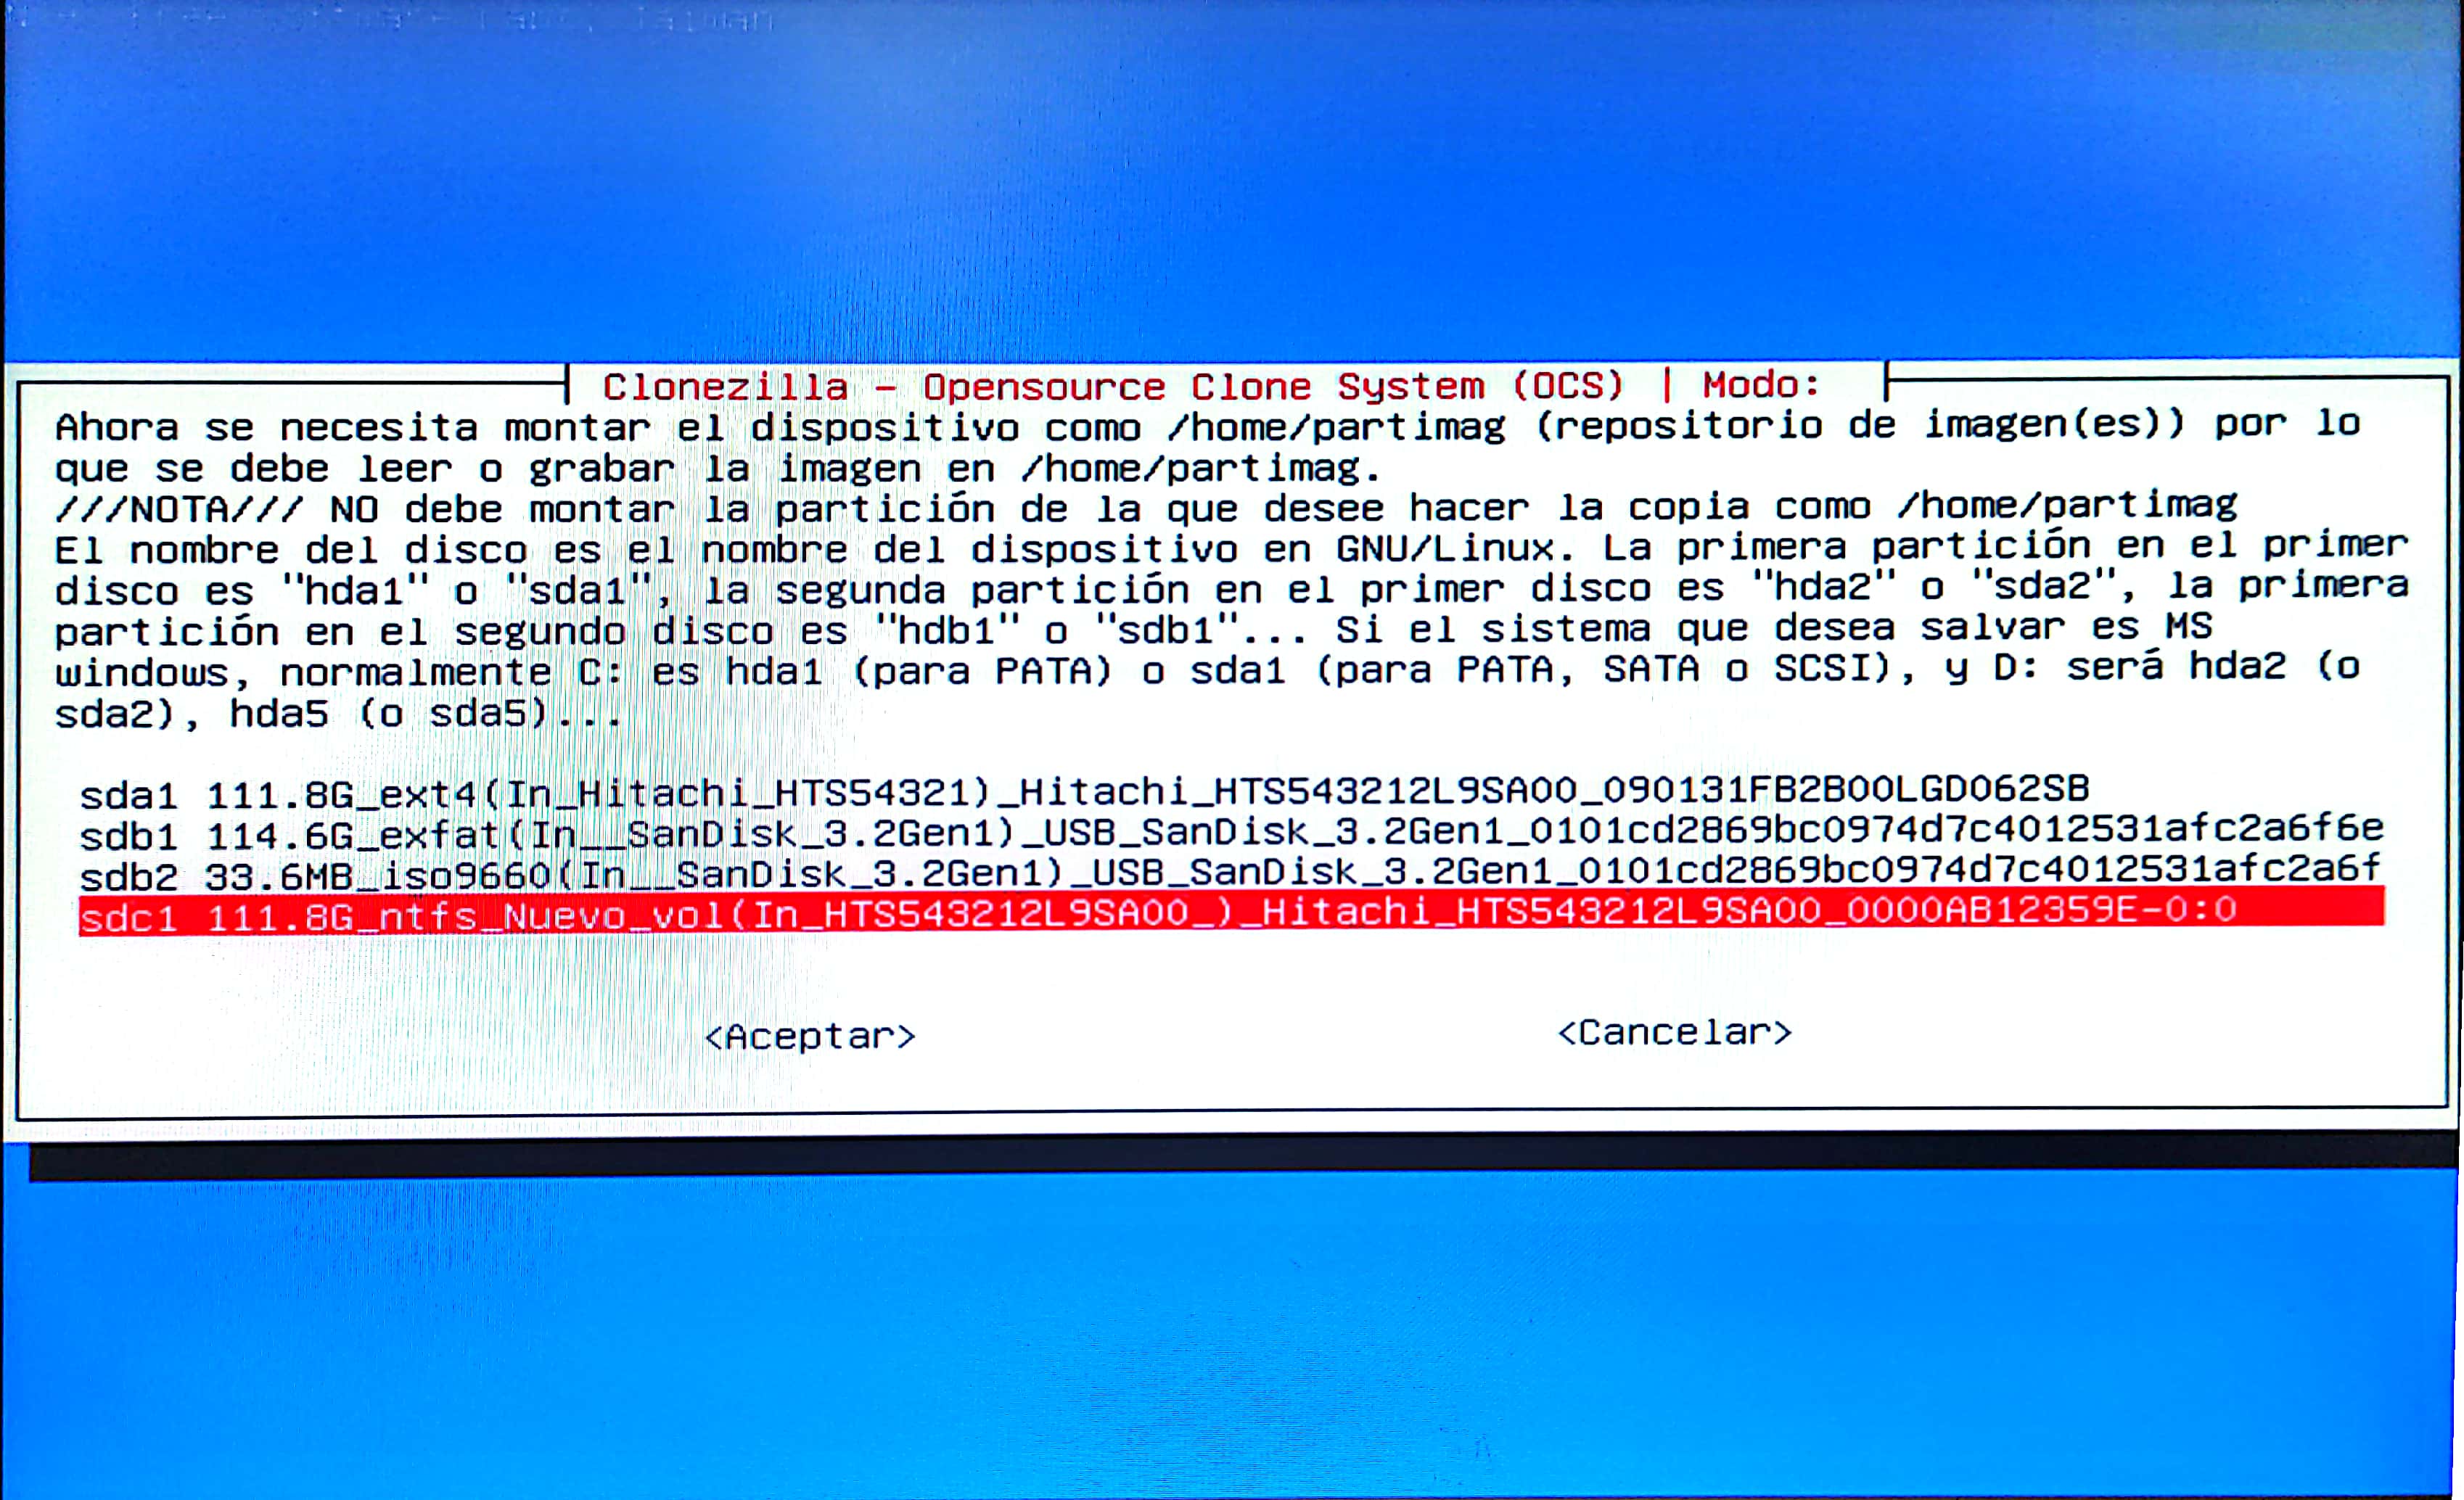 Clonezilla - Opensource Clone System (OCS) | Modo:
Ahora se necesita montar el dispositivo como /home/partimag (repositorio de imagen(es)) por lo
que se debe leer o grabar la imagen en /home/partimag.
///NOTA/// NO debe montar la partición de la que desee hacer la copia como /home/partimag
El nombre del disco es el nombre del dispositivo en GNU/Linux. La primera partición en el primer
disco es "hda1" o "sda1", la segunda partición en el primer disco es "hda2" o "sda2", la primera
partición en el segundo disco es "hdb1" o "sdb1"... Si el sistema que desea salvar es MS
windows, normalmente C: es hda1 (para PATA) o sda1 (para PATA, SATA o SCSI), y D: será hda2 (o
sda2), hda5 (o sda5)...
sda1 111.8G_ext4(In_Hitachi_HTS54321)_Hitachi_HTS543212L9SA00_090131FB2B00LGD062SB
sdb1 114.6G_exfat(In__SanDisk_3.2Gen1)_USB_SanDisk_3.2Gen1_0101cd2869bc0974d7c4012531afc2a6f6e
sdb2 33.6MB_iso9660(In__SanDisk_3.2Gen1)_USB_SanDisk_3.2Gen1_0101cd2869bc0974d7c4012531afc2a6f
sdc1 111.8G_ntfs_Nuevo_vol(In_HTS543212L9SA00_)_Hitachi_HTS543212L9SA00_0000AB12359E-0:0
<Aceptar> <Cancelar>